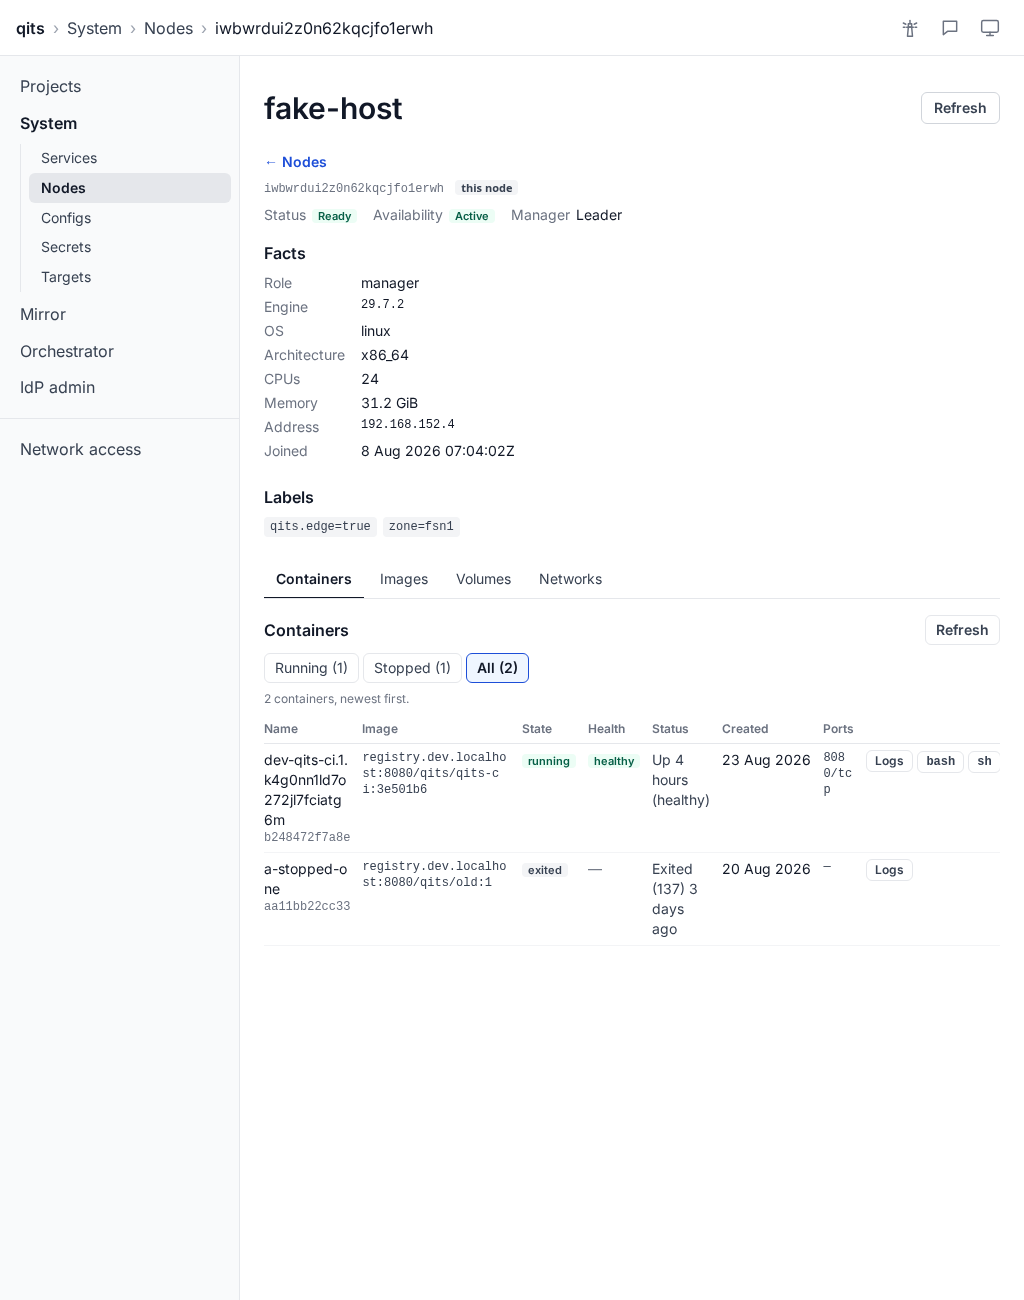 qits › System › Nodes › iwbwrdui2z0n62kqcjfo1erwh
Projects
System
Services
Nodes
Configs
Secrets
Targets
Mirror
Orchestrator
IdP admin
Network access
fake-host
Refresh
← Nodes
iwbwrdui2z0n62kqcjfo1erwh this node
Status Ready Availability Active Manager Leader
Facts
Role manager
Engine 29.7.2
OS linux
Architecture x86_64
CPUs 24
Memory 31.2 GiB
Address 192.168.152.4
Joined 8 Aug 2026 07:04:02Z
Labels
qits.edge=true zone=fsn1
Containers Images Volumes Networks
Containers
Refresh
Running (1) Stopped (1) All (2)
2 containers, newest first.
Name Image State Health Status Created Ports
dev-qits-ci.1.
k4g0nn1ld7o
272jl7fciatg
6m
b248472f7a8e
registry.dev.localho
st:8080/qits/qits-c
i:3e501b6
running
healthy
Up 4
hours
(healthy)
23 Aug 2026
808
0/tc
p
Logs bash sh
a-stopped-o
ne
aa11bb22cc33
registry.dev.localho
st:8080/qits/old:1
exited
—
Exited
(137) 3
days
ago
20 Aug 2026
—
Logs